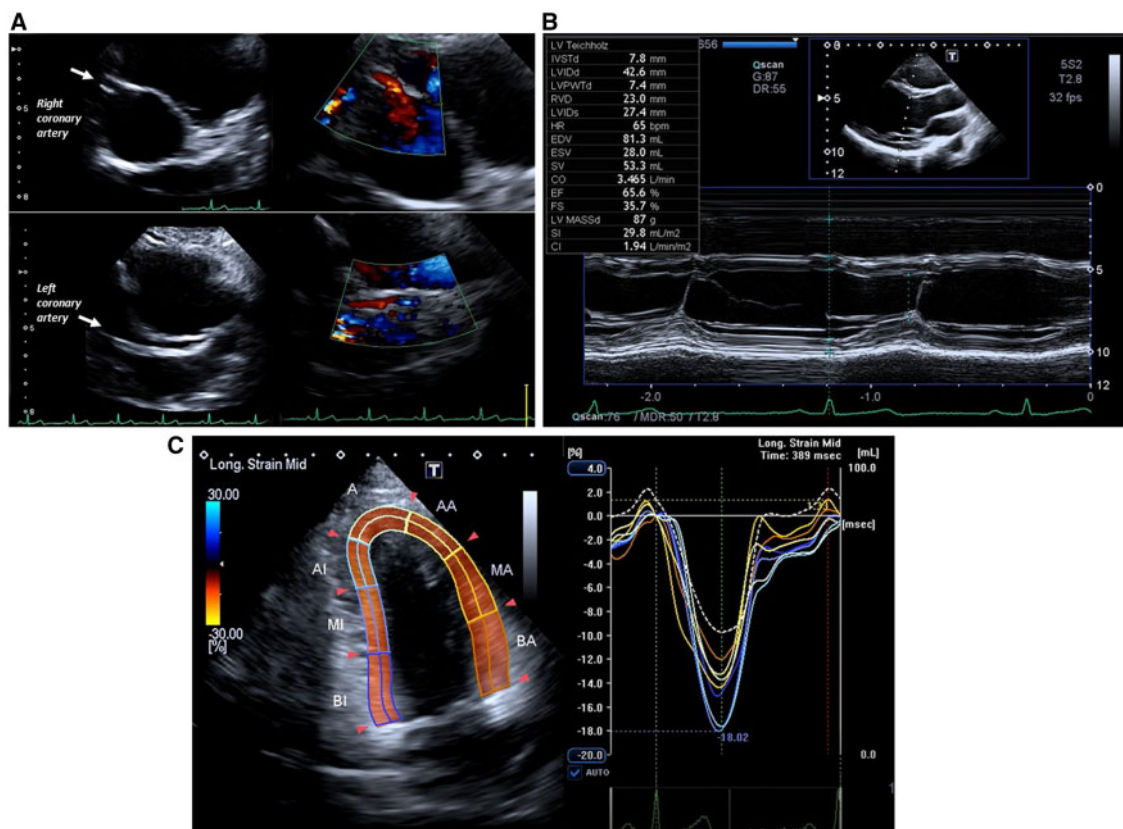 A
Right
coronary
artery
5
8
Left
coronary
artery
5
8
B
LV Teichholz
IVSTd 7.8 mm
LVIDd 42.6 mm
LVPWTd 7.4 mm
RVD 23.0 mm
LVIDs 27.4 mm
HR 65 bpm
EDV 81.3 mL
ESV 28.0 mL
SV 53.3 mL
CO 3.465 L/min
EF 65.6 %
FS 35.7 %
LV MASSd 87 g
SI 29.8 mL/m2
CI 1.94 L/min/m2
S56
Qscan
G:87
DR:55
0
T
5
10
12
5S2
T2.8
32 fps
0
5
10
12
-2.0 -1.0 0
Qscan:76 / MDR:50 / T2.8
C
Long. Strain Mid
T
30.00
-30.00
[%]
A
AA
AI
MA
MI
BA
BI
Long. Strain Mid
Time: 389 msec
[%]
[mL]
4.0
100.0
2.0
0.0
[msec]
-2.0
-4.0
-6.0
-8.0
-10.0
-12.0
-14.0
-16.0
-18.0
-18.02
-20.0
0.0
AUTO